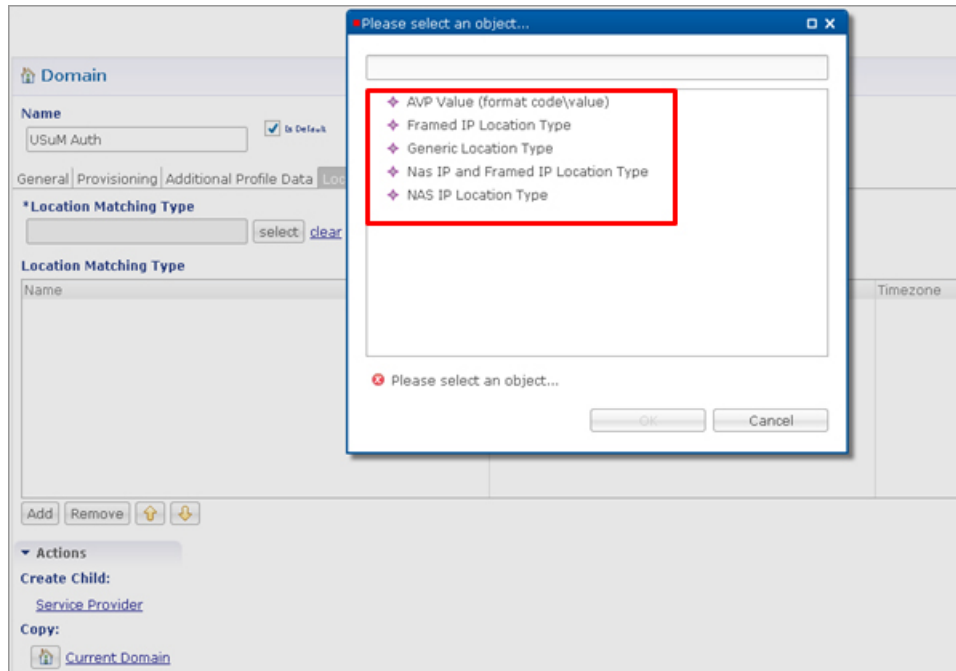 Please select an object...
Domain
Name
USuM Auth
Is Default
General Provisioning Additional Profile Data Loc
*Location Matching Type
select clear
Location Matching Type
Name Timezone
AVP Value (format code\value)
Framed IP Location Type
Generic Location Type
Nas IP and Framed IP Location Type
NAS IP Location Type
Please select an object...
OK Cancel
Add Remove
Actions
Create Child:
Service Provider
Copy:
Current Domain